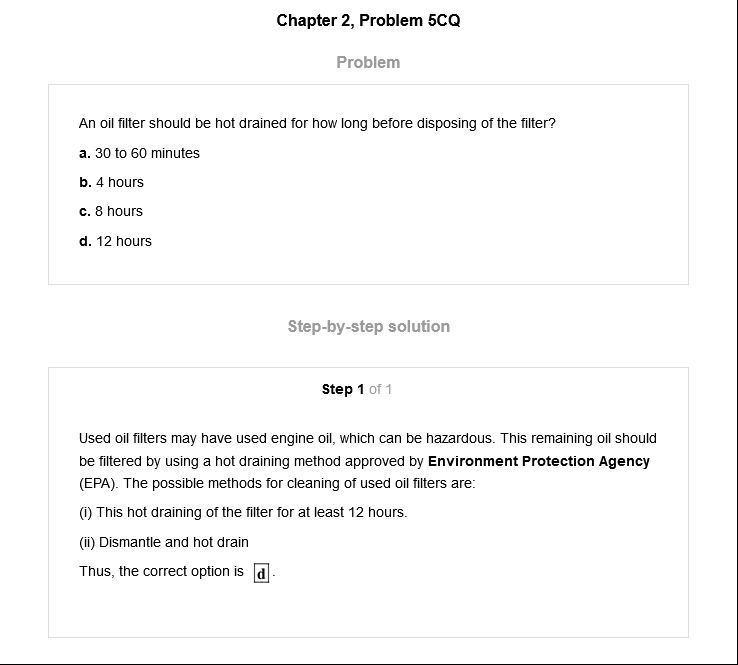 Chapter 2, Problem 5CQ
Problem
An oil filter should be hot drained for how long before disposing of the filter?
a. 30 to 60 minutes
b. 4 hours
c. 8 hours
d. 12 hours
Step-by-step solution
Step 1 of 1
Used oil filters may have used engine oil, which can be hazardous. This remaining oil should
be filtered by using a hot draining method approved by Environment Protection Agency
(EPA). The possible methods for cleaning of used oil filters are:
(i) This hot draining of the filter for at least 12 hours.
(ii) Dismantle and hot drain
Thus, the correct option is d.